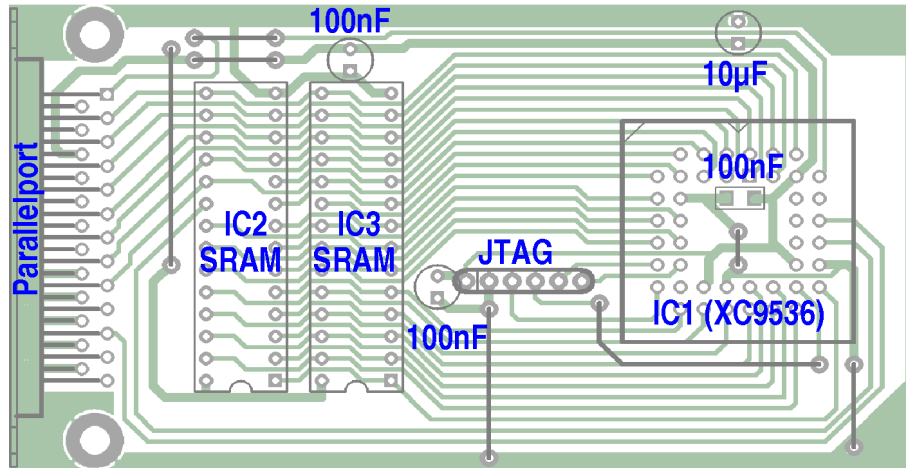 100nF
10µF
Parallelport
100nF
IC2
SRAM
IC3
SRAM
JTAG
IC1 (XC9536)
100nF